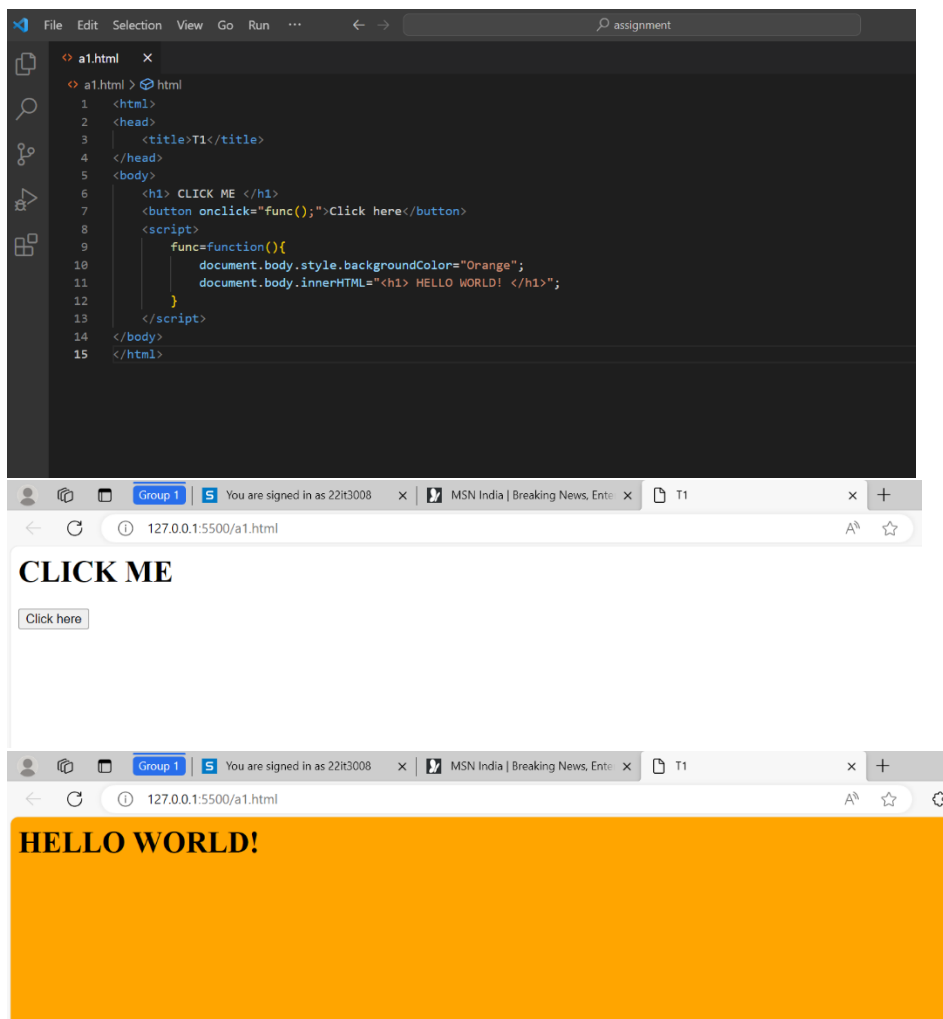 File Edit Selection View Go Run ··· ← → assignment
<> a1.html ×
<> a1.html > html
1 <html>
2 <head>
3     <title>T1</title>
4 </head>
5 <body>
6     <h1> CLICK ME </h1>
7     <button onclick="func();">Click here</button>
8     <script>
9         func=function(){
10             document.body.style.backgroundColor="Orange";
11             document.body.innerHTML="<h1> HELLO WORLD! </h1>";
12         }
13     </script>
14 </body>
15 </html>
Group 1 S You are signed in as 22it3008 × MSN India | Breaking News, Ente × T1 × +
127.0.0.1:5500/a1.html
CLICK ME
Click here
Group 1 S You are signed in as 22it3008 × MSN India | Breaking News, Ente × T1 × +
127.0.0.1:5500/a1.html
HELLO WORLD!